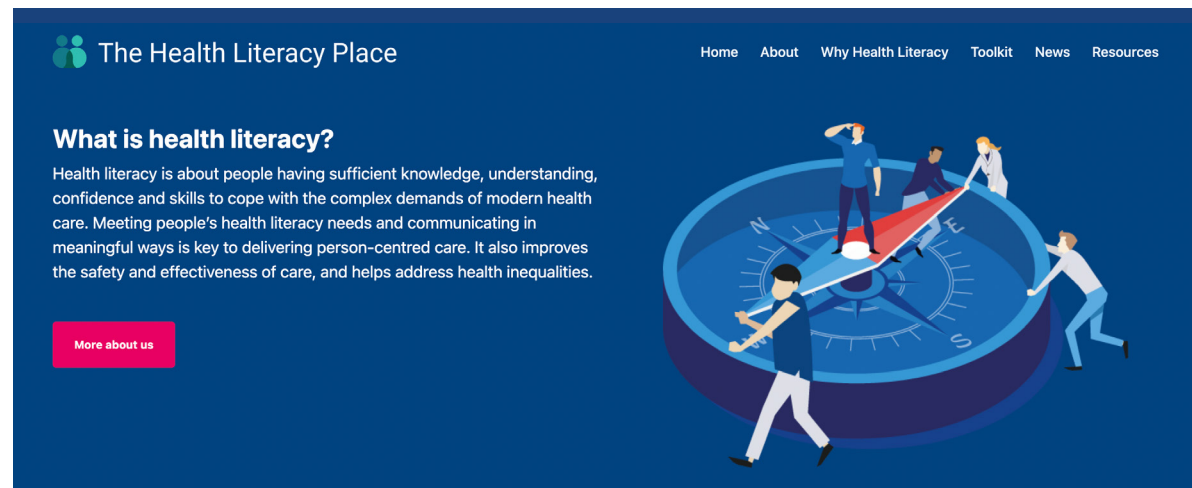 The Health Literacy Place
Home About Why Health Literacy Toolkit News Resources
What is health literacy?
Health literacy is about people having sufficient knowledge, understanding,
confidence and skills to cope with the complex demands of modern health
care. Meeting people’s health literacy needs and communicating in
meaningful ways is key to delivering person-centred care. It also improves
the safety and effectiveness of care, and helps address health inequalities.
More about us
N
E
W
S